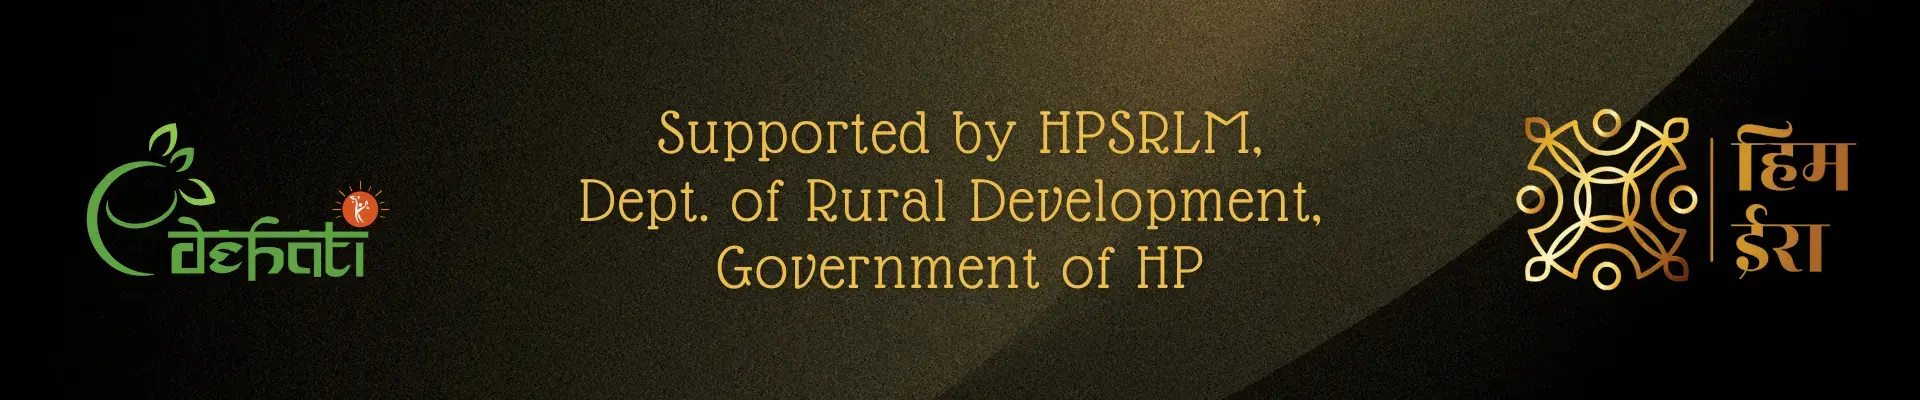 Supported by HPSRLM,
Dept. of Rural Development,
Government of HP
dehati
हिम
ईरा